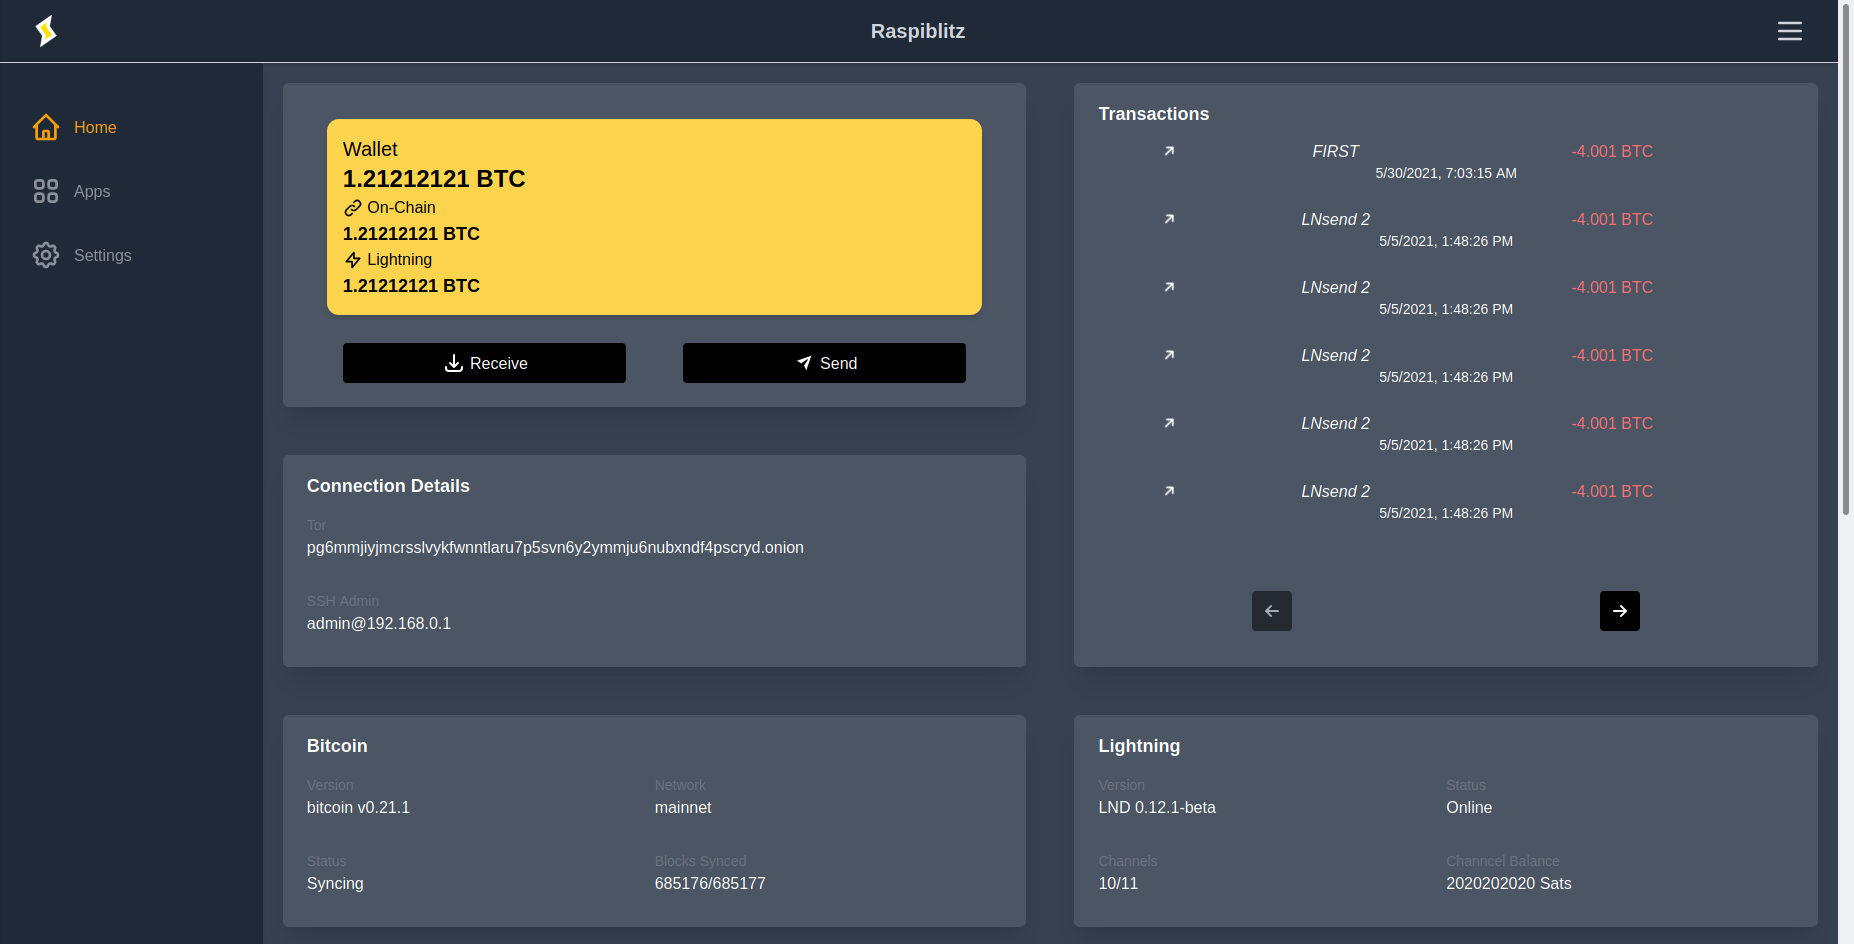 Raspiblitz
Home
Apps
Settings
Wallet
1.21212121 BTC
On-Chain
1.21212121 BTC
Lightning
1.21212121 BTC
Receive
Send
Transactions
FIRST -4.001 BTC
5/30/2021, 7:03:15 AM
LNsend 2 -4.001 BTC
5/5/2021, 1:48:26 PM
LNsend 2 -4.001 BTC
5/5/2021, 1:48:26 PM
LNsend 2 -4.001 BTC
5/5/2021, 1:48:26 PM
LNsend 2 -4.001 BTC
5/5/2021, 1:48:26 PM
LNsend 2 -4.001 BTC
5/5/2021, 1:48:26 PM
Connection Details
Tor
pg6mmjiyjmcrsslvykfwnntlaru7p5svn6y2ymmju6nubxndf4pscryd.onion
SSH Admin
admin@192.168.0.1
Bitcoin
Version Network
bitcoin v0.21.1 mainnet
Status Blocks Synced
Syncing 685176/685177
Lightning
Version Status
LND 0.12.1-beta Online
Channels Channcel Balance
10/11 2020202020 Sats